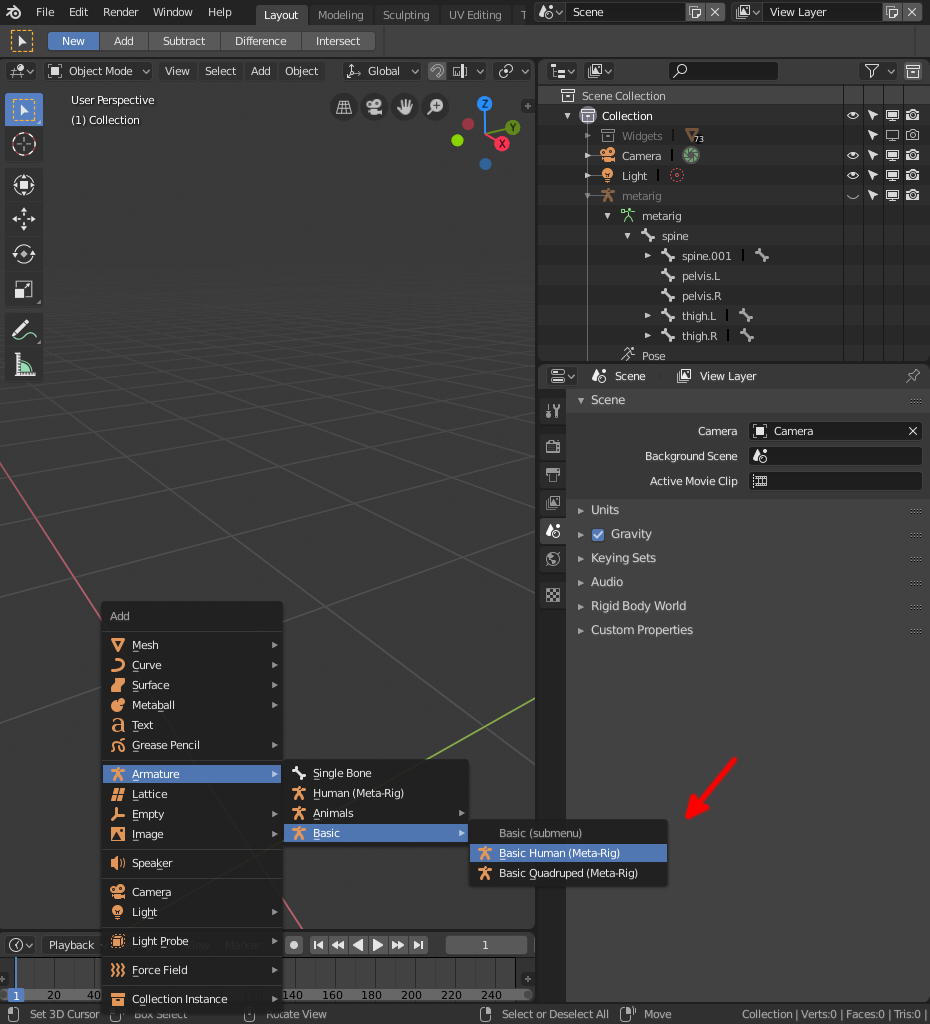 File Edit Render Window Help Layout Modeling Sculpting UV Editing Scene View Layer
New Add Subtract Difference Intersect
Object Mode View Select Add Object Global
User Perspective
(1) Collection
Z
Y
X
Scene Collection
Collection
Widgets 73
Camera
Light
metarig
metarig
spine
spine.001
pelvis.L
pelvis.R
thigh.L
thigh.R
Pose
Scene View Layer
Scene
Camera Camera
Background Scene
Active Movie Clip
Units
Gravity
Keying Sets
Audio
Rigid Body World
Custom Properties
Add
Mesh
Curve
Surface
Metaball
Text
Grease Pencil
Armature
Lattice
Empty
Image
Speaker
Camera
Light
Light Probe
Force Field
Collection Instance
Single Bone
Human (Meta-Rig)
Animals
Basic
Basic (submenu)
Basic Human (Meta-Rig)
Basic Quadruped (Meta-Rig)
Playback 1
1 20 40 140 160 180 200 220 240
Set 3D Cursor Box Select Rotate View Select or Deselect All Move Collection | Verts:0 | Faces:0 | Tris:0 |